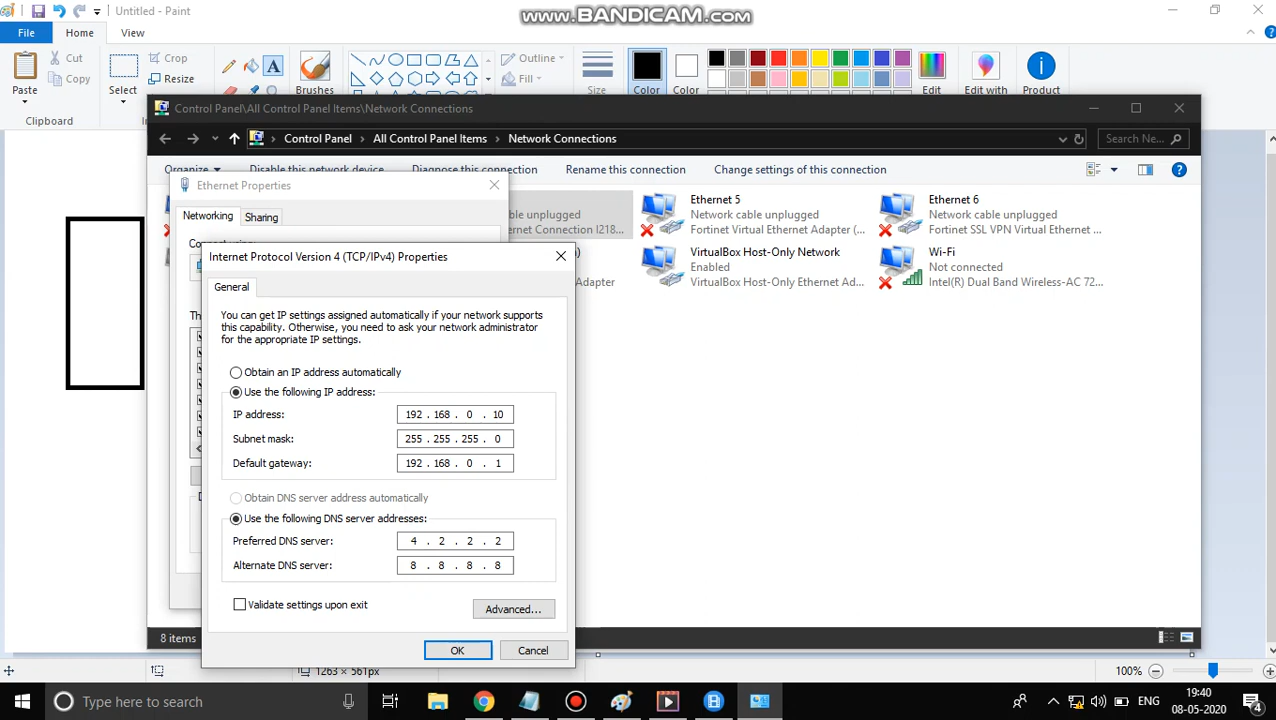 Untitled - Paint
www.BANDICAM.com
File
Home
View
Paste
Cut
Copy
Select
Crop
Resize
Brushes
Outline
Fill
Size
Color
Color
Edit
Edit with
Product
Clipboard
Control Panel\All Control Panel Items\Network Connections
Control Panel > All Control Panel Items > Network Connections
Search Ne...
Organize
Disable this network device
Diagnose this connection
Rename this connection
Change settings of this connection
Ethernet Properties
Networking
Sharing
ble unplugged
ernet Connection I218...
Ethernet 5
Network cable unplugged
Fortinet Virtual Ethernet Adapter (...
Ethernet 6
Network cable unplugged
Fortinet SSL VPN Virtual Ethernet ...
Adapter
VirtualBox Host-Only Network
Enabled
VirtualBox Host-Only Ethernet Ad...
Wi-Fi
Not connected
Intel(R) Dual Band Wireless-AC 72...
Internet Protocol Version 4 (TCP/IPv4) Properties
General
You can get IP settings assigned automatically if your network supports
this capability. Otherwise, you need to ask your network administrator
for the appropriate IP settings.
Obtain an IP address automatically
Use the following IP address:
IP address: 192 . 168 . 0 . 10
Subnet mask: 255 . 255 . 255 . 0
Default gateway: 192 . 168 . 0 . 1
Obtain DNS server address automatically
Use the following DNS server addresses:
Preferred DNS server: 4 . 2 . 2 . 2
Alternate DNS server: 8 . 8 . 8 . 8
Validate settings upon exit
Advanced...
OK
Cancel
8 items
1263 × 561px
100%
Type here to search
ENG
19:40
08-05-2020
4